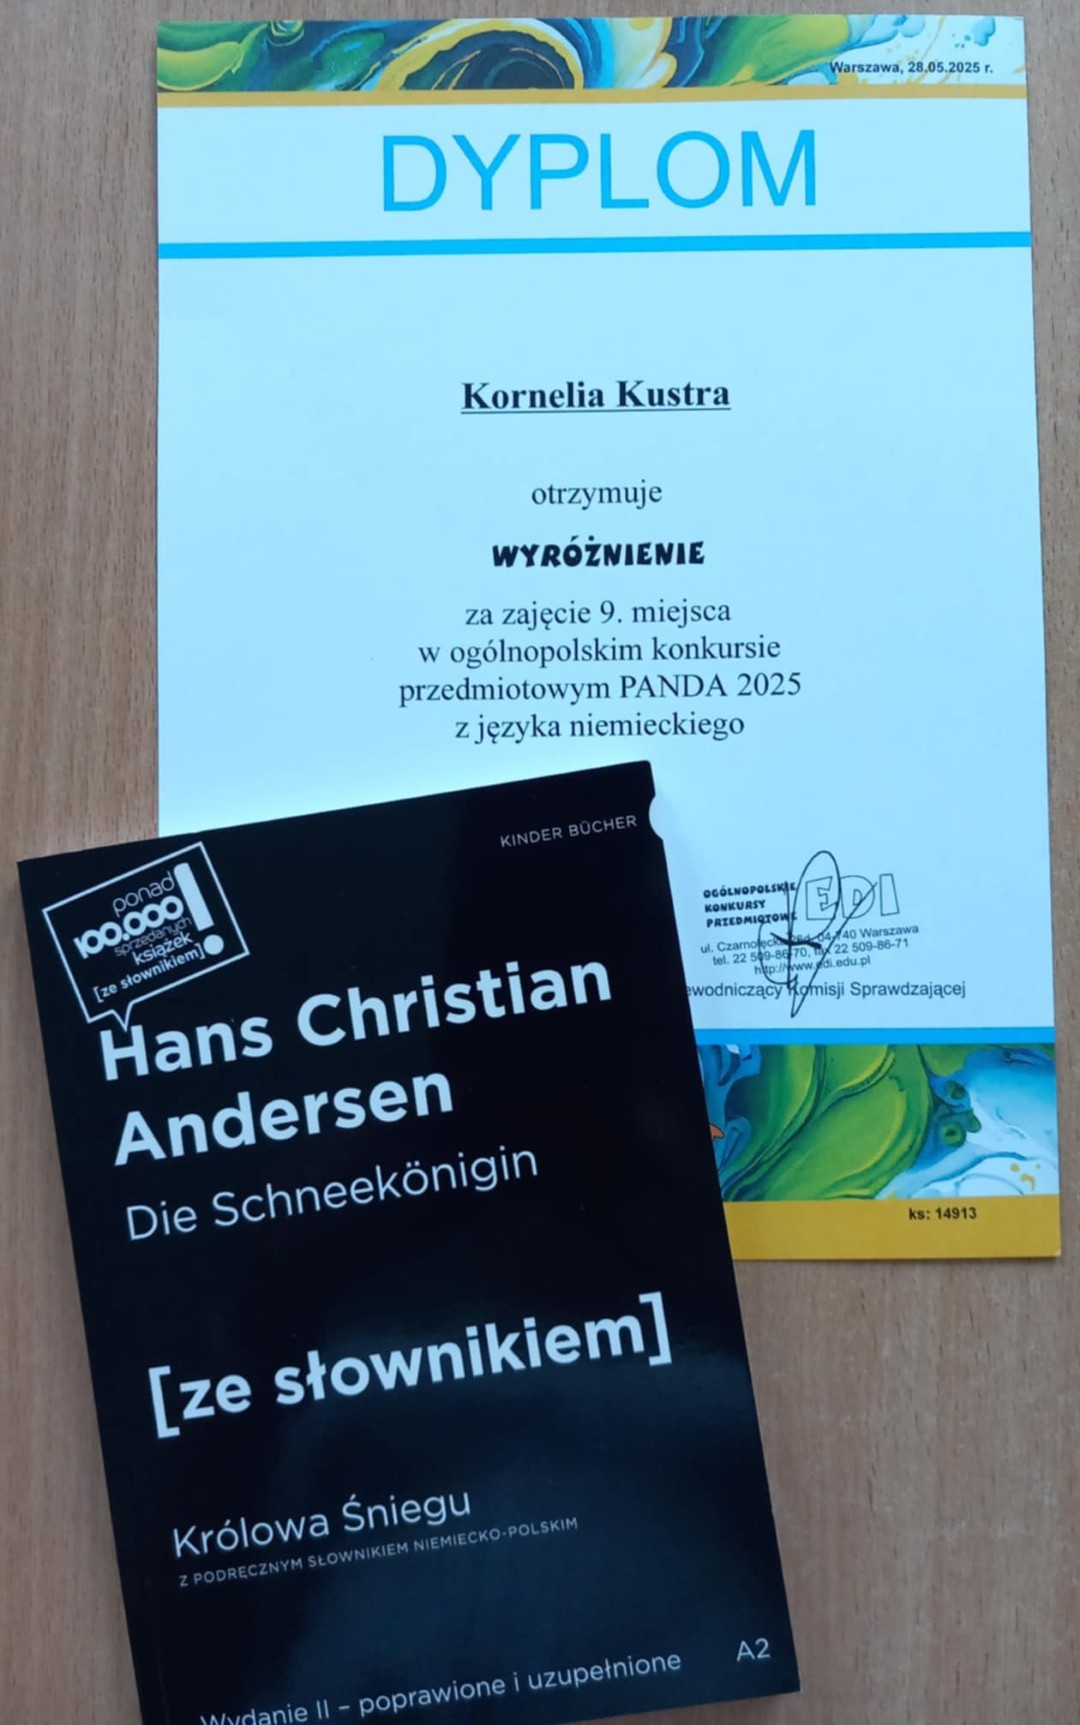 Warszawa, 28.05.2025 r.
DYPLOM
Kornelia Kustra
otrzymuje
WYRÓŻNIENIE
za zajęcie 9. miejsca
w ogólnopolskim konkursie
przedmiotowym PANDA 2025
z języka niemieckiego
OGÓLNOPOLSKIE
KONKURSY
PRZEDMIOTOWE
EDI
ul. 04-740 Warszawa
tel. 22 509-86-70, fax 22 509-86-71
http://www.edi.edu.pl
ewodniczący Komisji Sprawdzającej
ks: 14913
KINDER BÜCHER
ponad
100.000!
sprzedanych
książek
[ze słownikiem]
Hans Christian
Andersen
Die Schneekönigin
[ze słownikiem]
Królowa Śniegu
Z PODRĘCZNYM SŁOWNIKIEM NIEMIECKO-POLSKIM
Wydanie II – poprawione i uzupełnione
A2